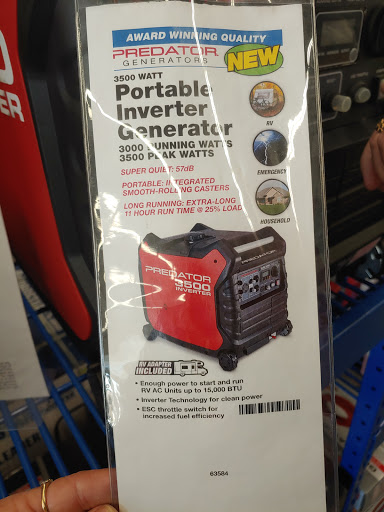 AWARD WINNING QUALITY
PREDATOR
GENERATORS
NEW
3500 WATT
Portable
Inverter
Generator
3000 RUNNING WATTS
3500 PEAK WATTS
SUPER QUIET: 57dB
PORTABLE: INTEGRATED
SMOOTH-ROLLING CASTERS
LONG RUNNING: EXTRA-LONG
11 HOUR RUN TIME @ 25% LOAD
RV
EMERGENCY
HOUSEHOLD
PREDATOR
3500
INVERTER
PREDATOR
RV ADAPTER
INCLUDED
• Enough power to start and run
RV AC Units up to 15,000 BTU
• Inverter Technology for clean power
• ESC throttle switch for
increased fuel efficiency
63584